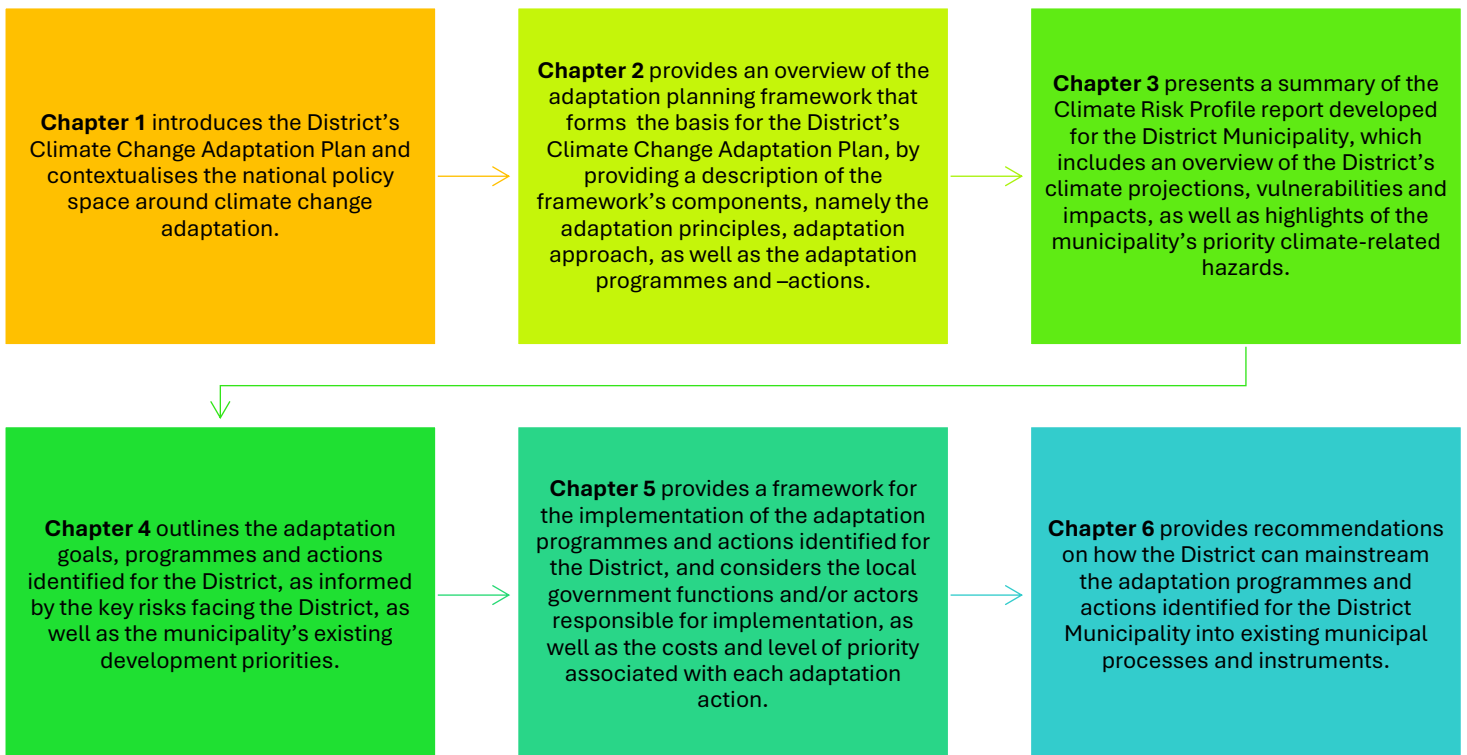 Chapter 1 introduces the District’s
Climate Change Adaptation Plan and
contextualises the national policy
space around climate change
adaptation.
Chapter 2 provides an overview of the
adaptation planning framework that
forms  the basis for the District’s
Climate Change Adaptation Plan, by
providing a description of the
framework’s components, namely the
adaptation principles, adaptation
approach, as well as the adaptation
programmes and –actions.
Chapter 3 presents a summary of the
Climate Risk Profile report developed
for the District Municipality, which
includes an overview of the District’s
climate projections, vulnerabilities and
impacts, as well as highlights of the
municipality’s priority climate-related
hazards.
Chapter 4 outlines the adaptation
goals, programmes and actions
identified for the District, as informed
by the key risks facing the District, as
well as the municipality’s existing
development priorities.
Chapter 5 provides a framework for
the implementation of the adaptation
programmes and actions identified for
the District, and considers the local
government functions and/or actors
responsible for implementation, as
well as the costs and level of priority
associated with each adaptation
action.
Chapter 6 provides recommendations
on how the District can mainstream
the adaptation programmes and
actions identified for the District
Municipality into existing municipal
processes and instruments.